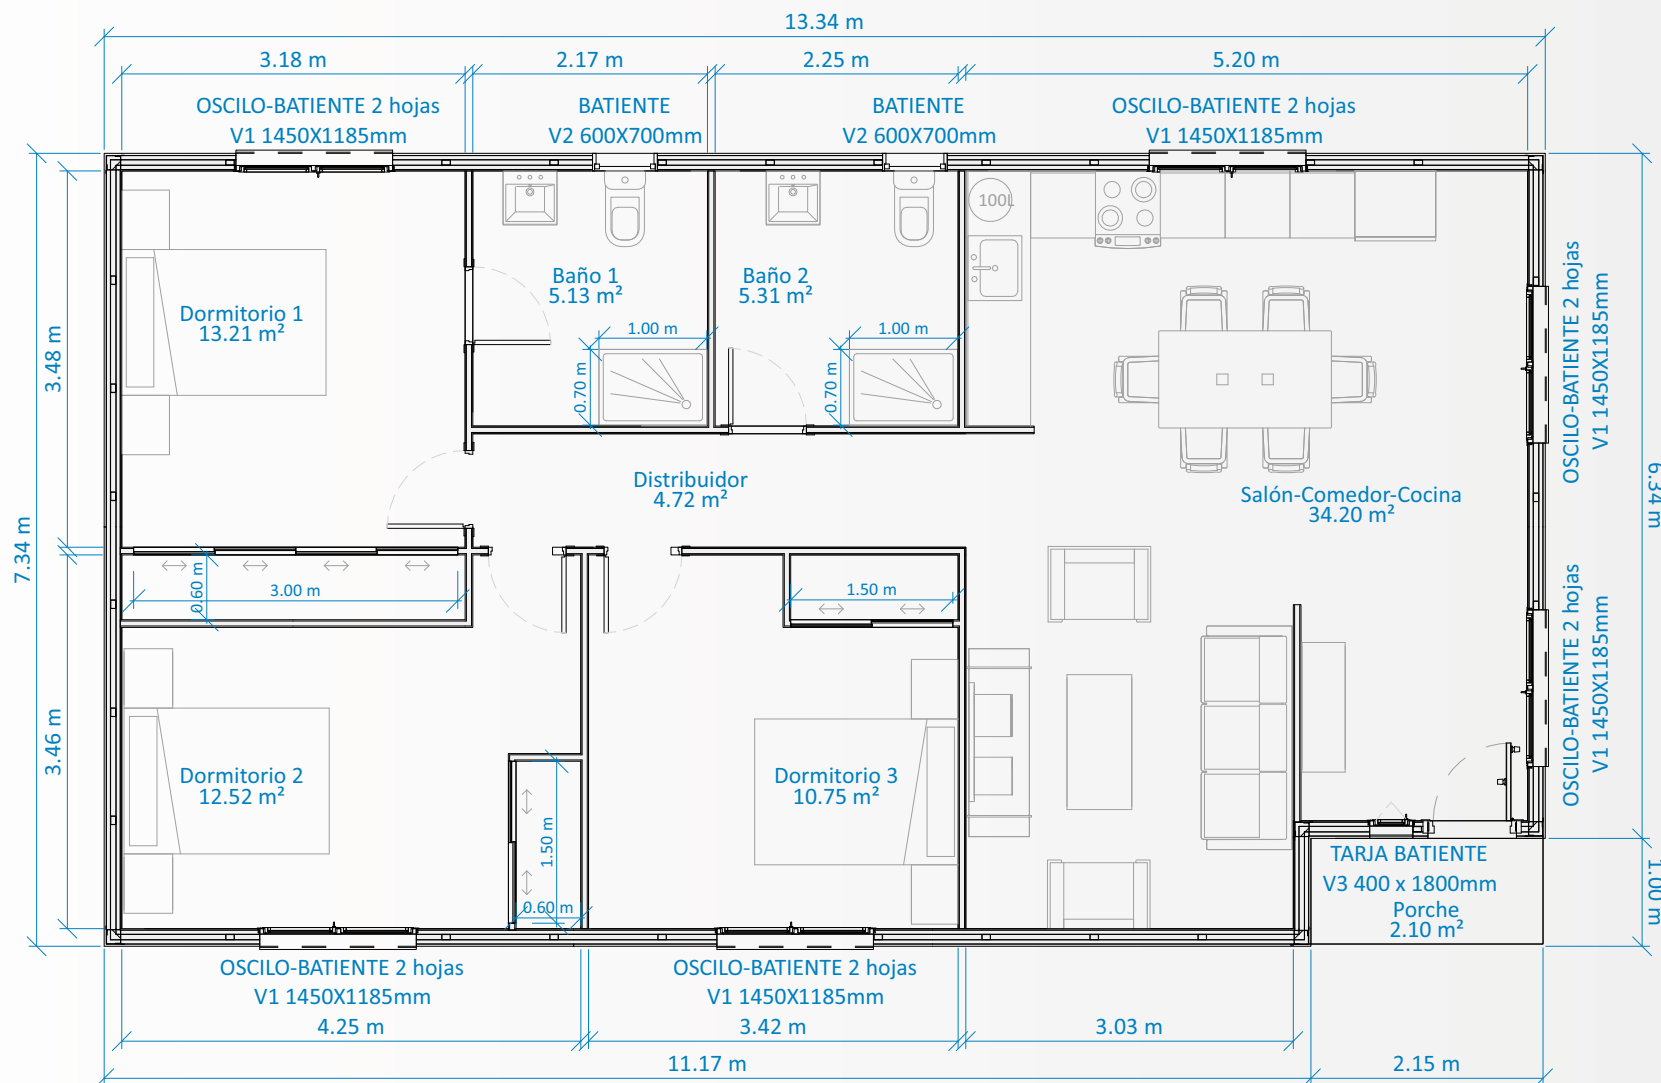 13.34 m
3.18 m
2.17 m
2.25 m
5.20 m
OSCILO-BATIENTE 2 hojas
V1 1450X1185mm
BATIENTE
V2 600X700mm
BATIENTE
V2 600X700mm
OSCILO-BATIENTE 2 hojas
V1 1450X1185mm
100L
Baño 1
5.13 m²
Baño 2
5.31 m²
Dormitorio 1
13.21 m²
1.00 m
0.70 m
1.00 m
0.70 m
3.48 m
OSCILO-BATIENTE 2 hojas
V1 1450X1185mm
Distribuidor
4.72 m²
Salón-Comedor-Cocina
34.20 m²
6.34 m
7.34 m
0.60 m
3.00 m
1.50 m
OSCILO-BATIENTE 2 hojas
V1 1450X1185mm
3.46 m
Dormitorio 2
12.52 m²
Dormitorio 3
10.75 m²
1.50 m
0.60 m
TARJA BATIENTE
V3 400 x 1800mm
Porche
2.10 m²
1.00 m
OSCILO-BATIENTE 2 hojas
V1 1450X1185mm
OSCILO-BATIENTE 2 hojas
V1 1450X1185mm
4.25 m
3.42 m
3.03 m
11.17 m
2.15 m